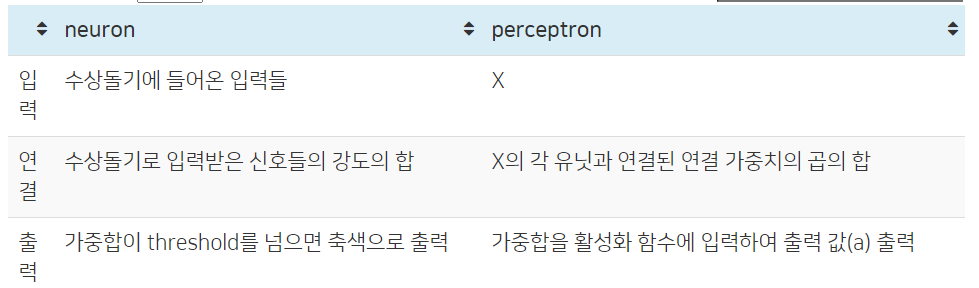 neuron perceptron
입력 수상돌기에 들어온 입력들 X
연결 수상돌기로 입력받은 신호들의 강도의 합 X의 각 유닛과 연결된 연결 가중치의 곱의 합
출력 가중합이 threshold를 넘으면 축색으로 출력 가중합을 활성화 함수에 입력하여 출력 값(a) 출력